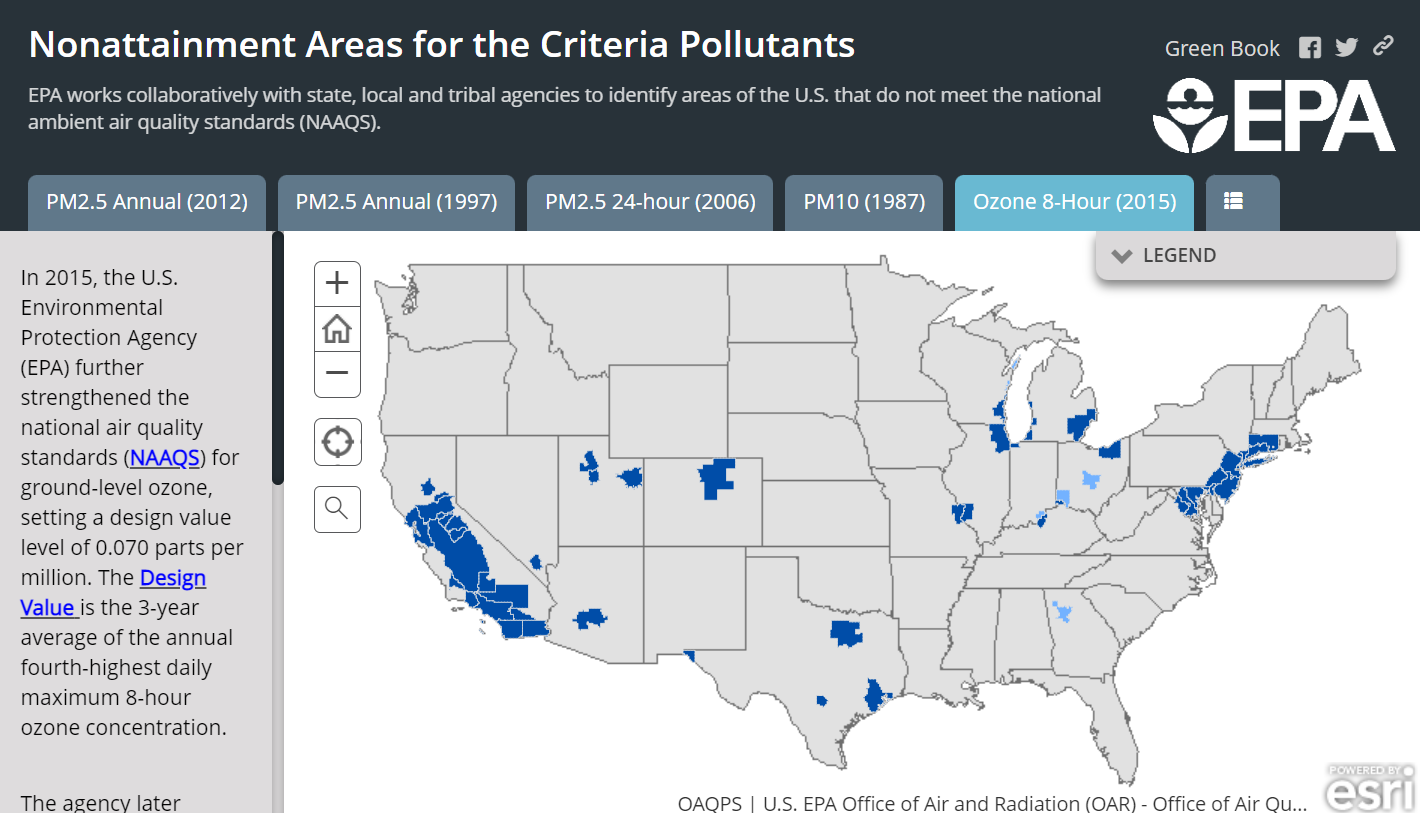 Nonattainment Areas for the Criteria Pollutants
Green Book
EPA works collaboratively with state, local and tribal agencies to identify areas of the U.S. that do not meet the national
ambient air quality standards (NAAQS).
EPA
PM2.5 Annual (2012)
PM2.5 Annual (1997)
PM2.5 24-hour (2006)
PM10 (1987)
Ozone 8-Hour (2015)
LEGEND
In 2015, the U.S.
Environmental
Protection Agency
(EPA) further
strengthened the
national air quality
standards (NAAQS) for
ground-level ozone,
setting a design value
level of 0.070 parts per
million. The Design
Value is the 3-year
average of the annual
fourth-highest daily
maximum 8-hour
ozone concentration.
The agency later
OAQPS | U.S. EPA Office of Air and Radiation (OAR) - Office of Air Qu...
POWERED BY
esri